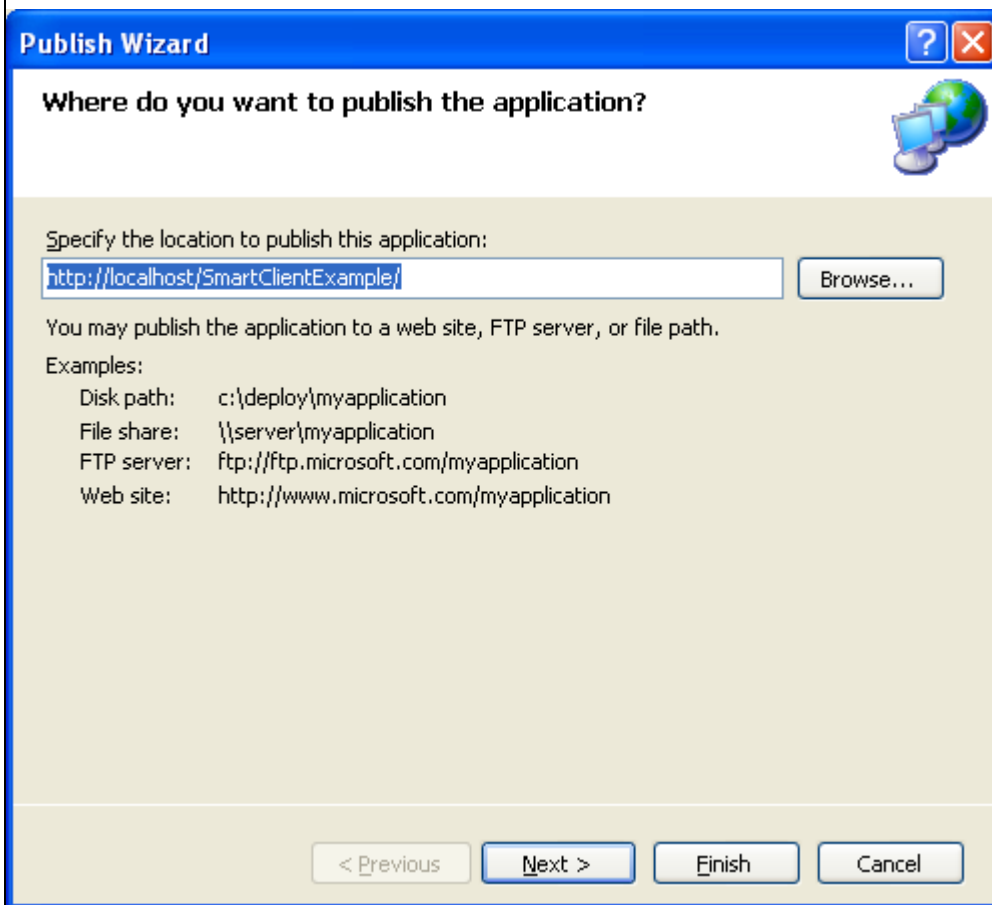 Publish Wizard
Where do you want to publish the application?
Specify the location to publish this application:
http://localhost/SmartClientExample/ Browse...
You may publish the application to a web site, FTP server, or file path.
Examples:
Disk path: c:\deploy\myapplication
File share: \\server\myapplication
FTP server: ftp://ftp.microsoft.com/myapplication
Web site: http://www.microsoft.com/myapplication
< Previous Next > Finish Cancel